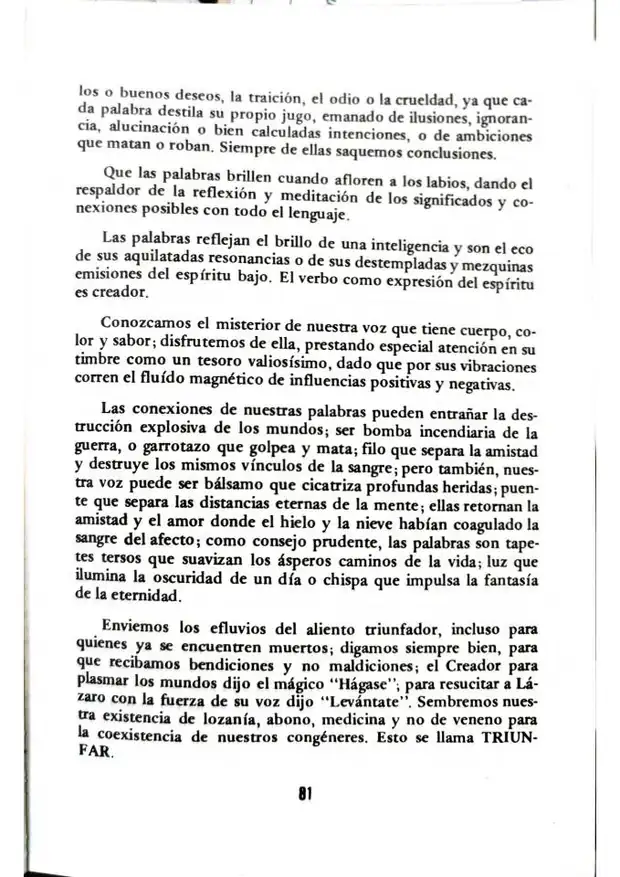 los o buenos deseos, la traición, el odio o la crueldad, ya que ca-
da palabra destila su propio jugo, emanado de ilusiones, ignoran-
cia, alucinación o bien calculadas intenciones, o de ambiciones
que matan o roban. Siempre de ellas saquemos conclusiones.
Que las palabras brillen cuando afloren a los labios, dando el
respaldor de la reflexión y meditación de los significados y co-
nexiones posibles con todo el lenguaje.
Las palabras reflejan el brillo de una inteligencia y son el eco
de sus aquilatadas resonancias o de sus destempladas y mezquinas
emisiones del espíritu bajo. El verbo como expresión del espíritu
es creador.
Conozcamos el misterior de nuestra voz que tiene cuerpo, co-
lor y sabor; disfrutemos de ella, prestando especial atención en su
timbre como un tesoro valiosísimo, dado que por sus vibraciones
corren el fluído magnético de influencias positivas y negativas.
Las conexiones de nuestras palabras pueden entrañar la des-
trucción explosiva de los mundos; ser bomba incendiaria de la
guerra, o garrotazo que golpea y mata; filo que separa la amistad
y destruye los mismos vínculos de la sangre; pero también, nues-
tra voz puede ser bálsamo que cicatriza profundas heridas; puen-
te que separa las distancias eternas de la mente; ellas retornan la
amistad y el amor donde el hielo y la nieve habían coagulado la
sangre del afecto; como consejo prudente, las palabras son tape-
tes tersos que suavizan los ásperos caminos de la vida; luz que
ilumina la oscuridad de un día o chispa que impulsa la fantasía
de la eternidad.
Enviemos los efluvios del aliento triunfador, incluso para
quienes ya se encuentren muertos; digamos siempre bien, para
que recibamos bendiciones y no maldiciones; el Creador para
plasmar los mundos dijo el mágico "Hágase"; para resucitar a Lá-
zaro con la fuerza de su voz dijo "Levántate". Sembremos nues-
tra existencia de lozanía, abono, medicina y no de veneno para
la coexistencia de nuestros congéneres. Esto se llama TRIUN-
FAR.
81